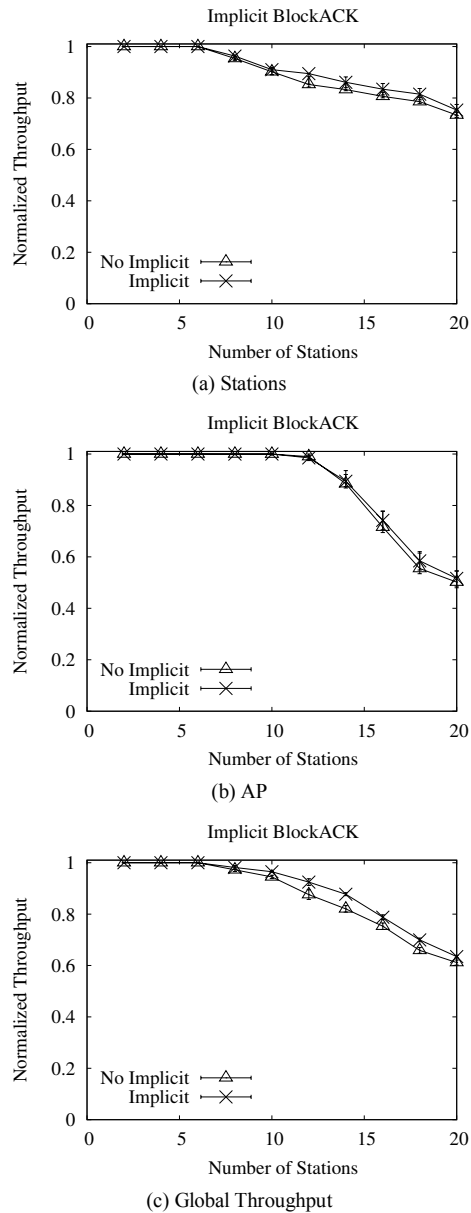 Implicit BlockACK
1
0.8
0.6
0.4
0.2
0
Normalized Throughput
No Implicit
Implicit
0 5 10 15 20
Number of Stations
(a) Stations
Implicit BlockACK
1
0.8
0.6
0.4
0.2
0
Normalized Throughput
No Implicit
Implicit
0 5 10 15 20
Number of Stations
(b) AP
Implicit BlockACK
1
0.8
0.6
0.4
0.2
0
Normalized Throughput
No Implicit
Implicit
0 5 10 15 20
Number of Stations
(c) Global Throughput